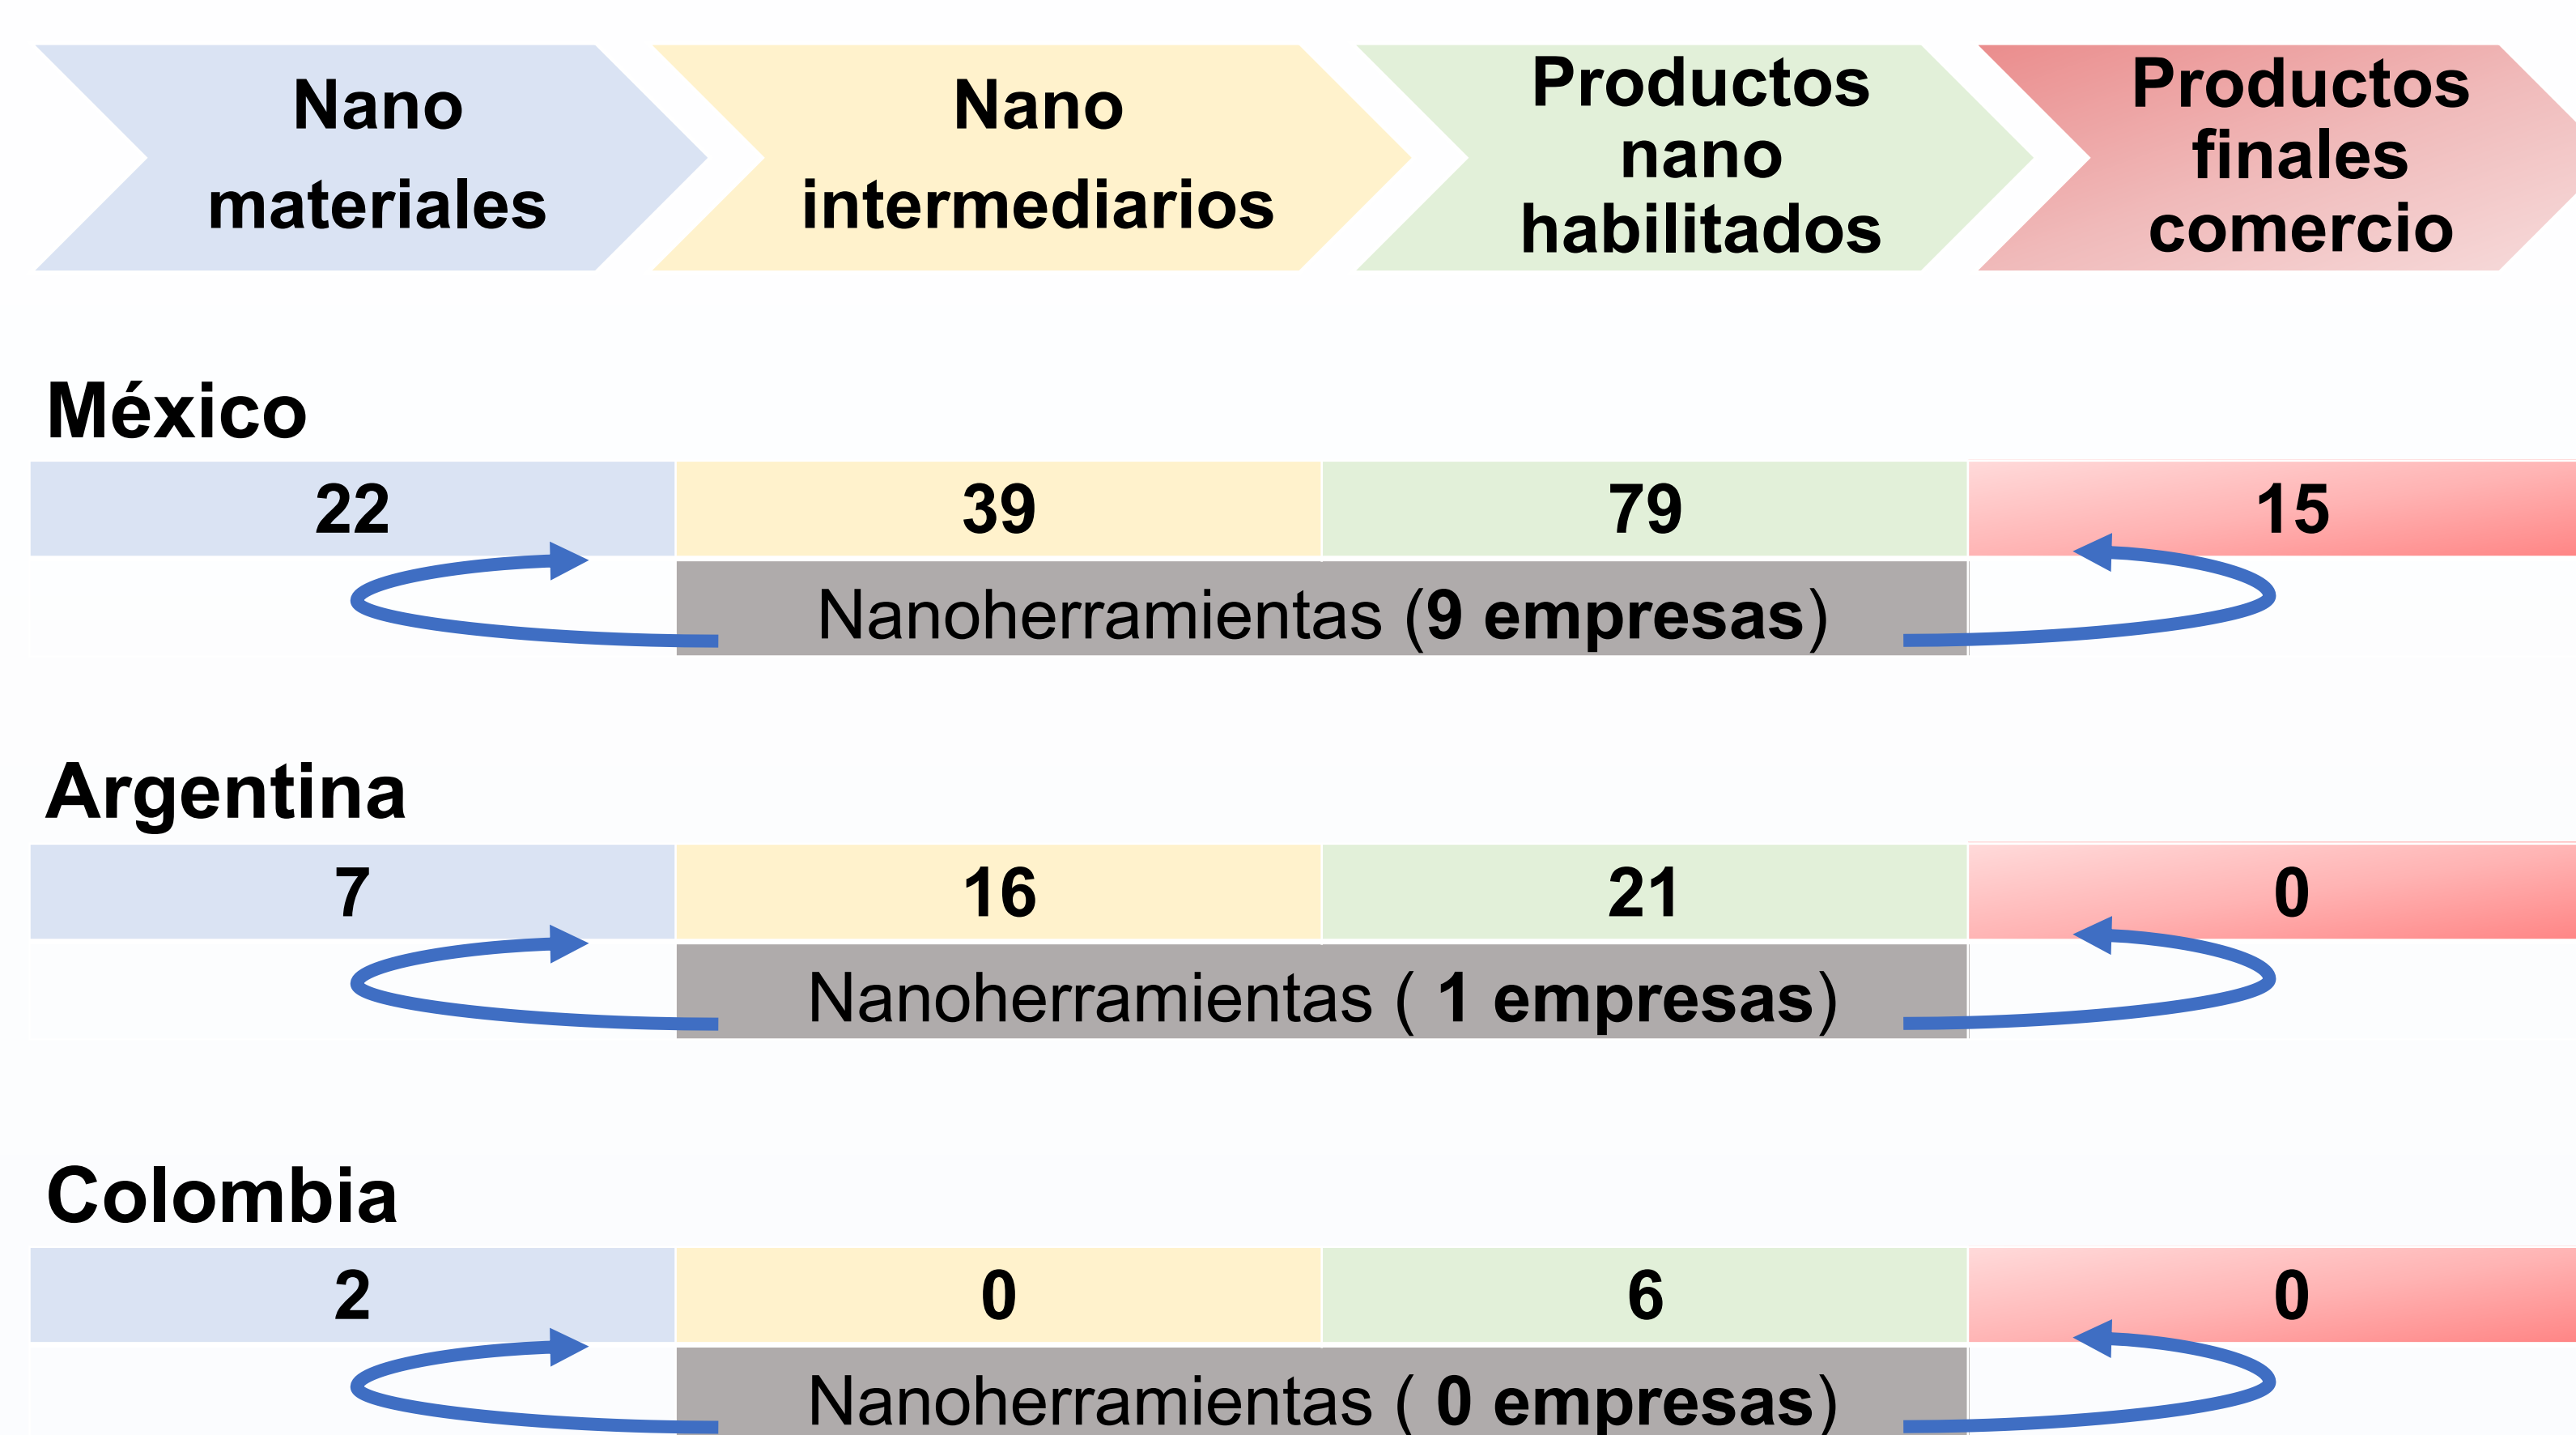 Nano
materiales
Nano
intermediarios
Productos
nano
habilitados
Productos
finales
comercio
México
22 39 79 15
Nanoherramientas (9 empresas)
Argentina
7 16 21 0
Nanoherramientas ( 1 empresas)
Colombia
2 0 6 0
Nanoherramientas ( 0 empresas)